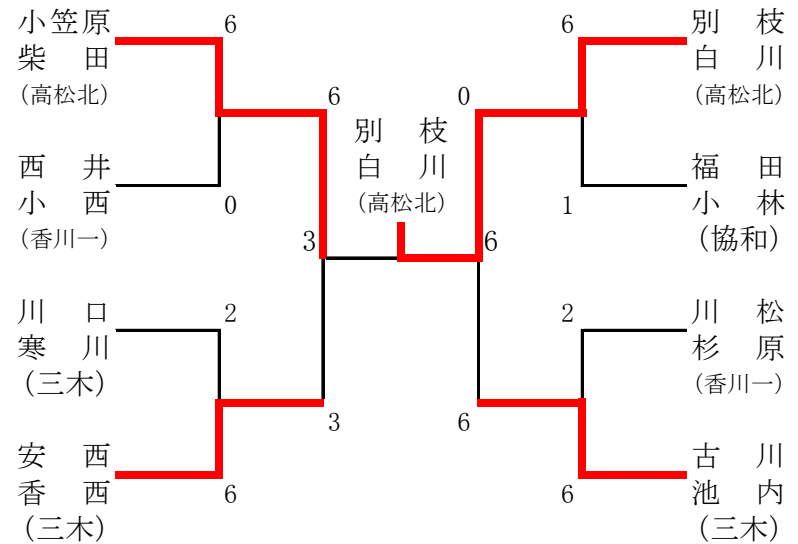 小笠原
柴 田
(高松北)
6
西 井
小 西
(香川一)
0
川 口
寒 川
(三木)
2
安 西
香 西
(三木)
6
6
3
3
別 枝
白 川
(高松北)
0
6
6
6
別 枝
白 川
(高松北)
1
福 田
小 林
(協和)
2
川 松
杉 原
(香川一)
6
古 川
池 内
(三木)